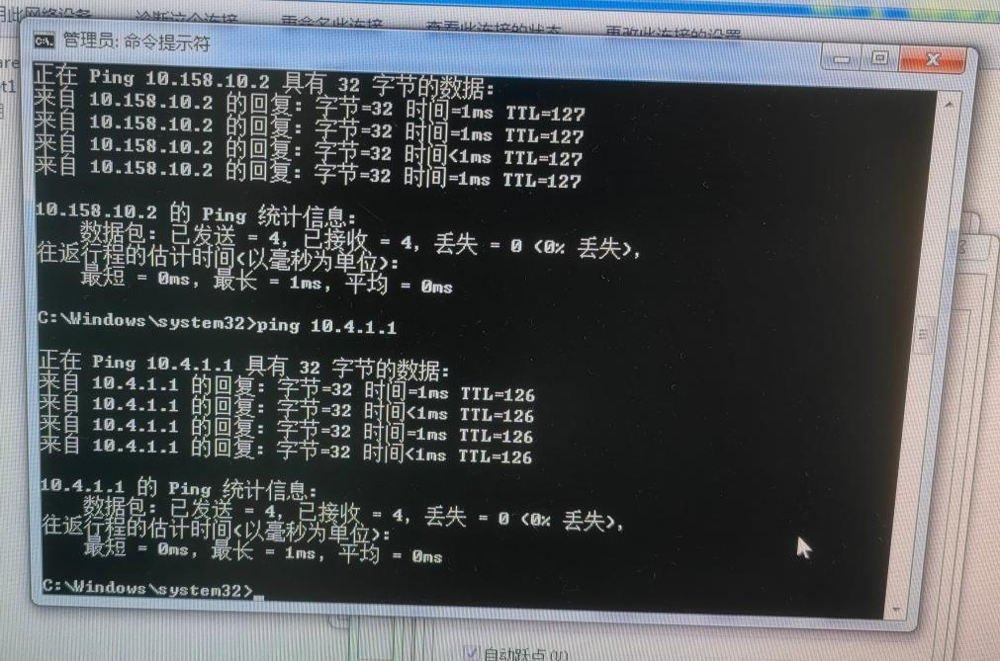 诊断这个连接 重命名此连接 查看此连接的状态 更改此连接的设置
管理员: 命令提示符
正在 Ping 10.158.10.2 具有 32 字节的数据:
来自 10.158.10.2 的回复: 字节=32 时间=1ms TTL=127
来自 10.158.10.2 的回复: 字节=32 时间=1ms TTL=127
来自 10.158.10.2 的回复: 字节=32 时间<1ms TTL=127
来自 10.158.10.2 的回复: 字节=32 时间=1ms TTL=127
10.158.10.2 的 Ping 统计信息:
数据包: 已发送 = 4, 已接收 = 4, 丢失 = 0 (0% 丢失),
往返行程的估计时间(以毫秒为单位):
最短 = 0ms, 最长 = 1ms, 平均 = 0ms
C:\Windows\system32>ping 10.4.1.1
正在 Ping 10.4.1.1 具有 32 字节的数据:
来自 10.4.1.1 的回复: 字节=32 时间=1ms TTL=126
来自 10.4.1.1 的回复: 字节=32 时间<1ms TTL=126
来自 10.4.1.1 的回复: 字节=32 时间=1ms TTL=126
来自 10.4.1.1 的回复: 字节=32 时间<1ms TTL=126
10.4.1.1 的 Ping 统计信息:
数据包: 已发送 = 4, 已接收 = 4, 丢失 = 0 (0% 丢失),
往返行程的估计时间(以毫秒为单位):
最短 = 0ms, 最长 = 1ms, 平均 = 0ms
C:\Windows\system32>
自动跃点(U)